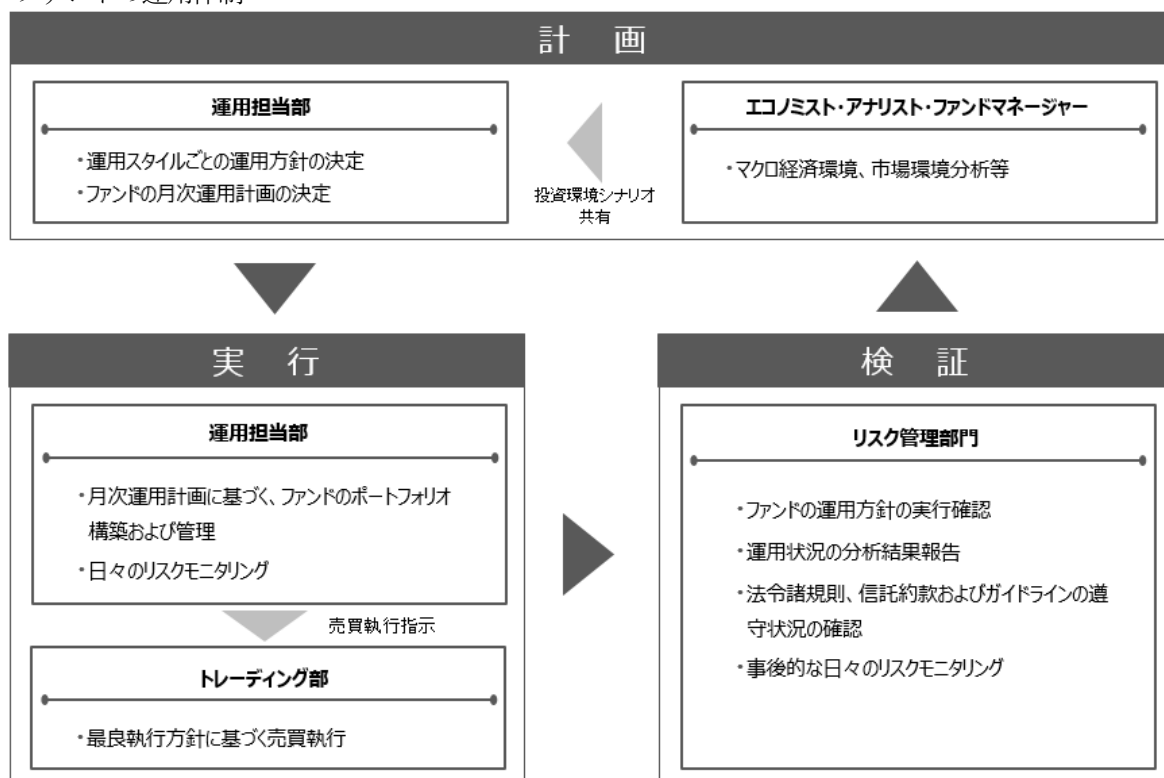 ファンドの運用体制
計 画
運用担当部
・運用スタイルごとの運用方針の決定
・ファンドの月次運用計画の決定
投資環境シナリオ
共有
エコノミスト・アナリスト・ファンドマネージャー
・マクロ経済環境、市場環境分析等
実 行
運用担当部
・月次運用計画に基づく、ファンドのポートフォリオ
構築および管理
・日々のリスクモニタリング
売買執行指示
トレーディング部
・最良執行方針に基づく売買執行
検 証
リスク管理部門
・ファンドの運用方針の実行確認
・運用状況の分析結果報告
・法令諸規則、信託約款およびガイドラインの遵
守状況の確認
・事後的な日々のリスクモニタリング